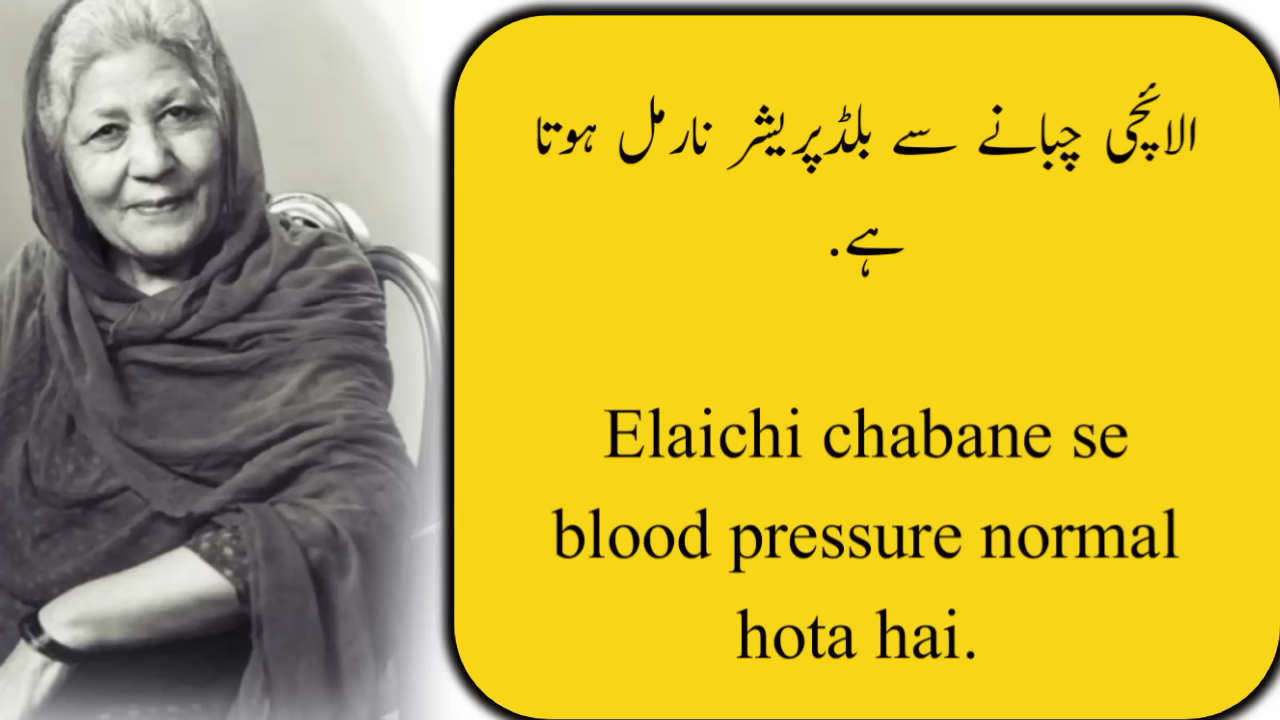 الائچی چبانے سے بلڈپریشر نارمل ہوتا
ہے.
Elaichi chabane se
blood pressure normal
hota hai.